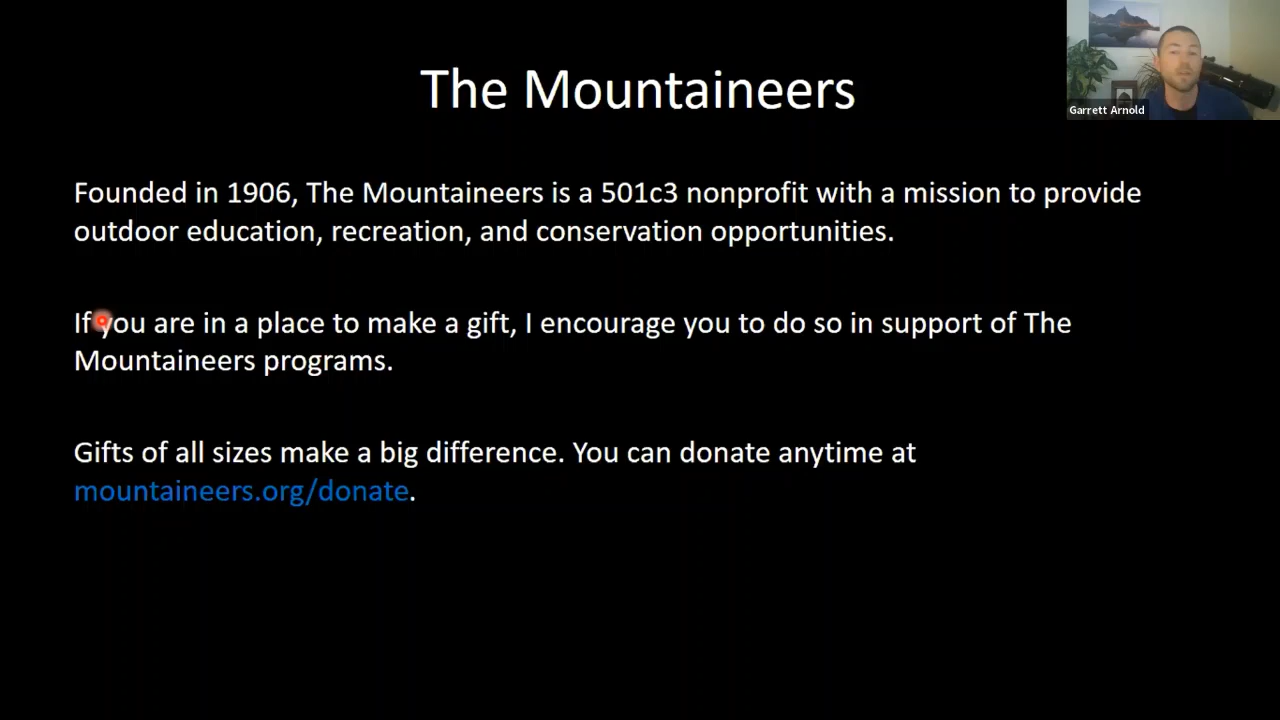 The Mountaineers
Garrett Arnold
Founded in 1906, The Mountaineers is a 501c3 nonprofit with a mission to provide
outdoor education, recreation, and conservation opportunities.
If you are in a place to make a gift, I encourage you to do so in support of The
Mountaineers programs.
Gifts of all sizes make a big difference. You can donate anytime at
mountaineers.org/donate.